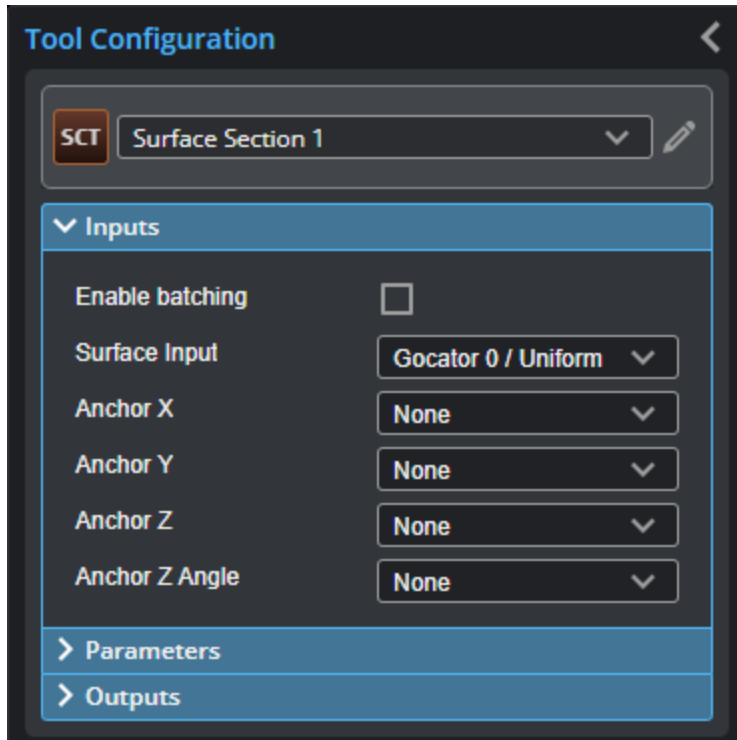 Tool Configuration
SCT Surface Section 1
Inputs
Enable batching
Surface Input Gocator 0 / Uniform
Anchor X None
Anchor Y None
Anchor Z None
Anchor Z Angle None
Parameters
Outputs